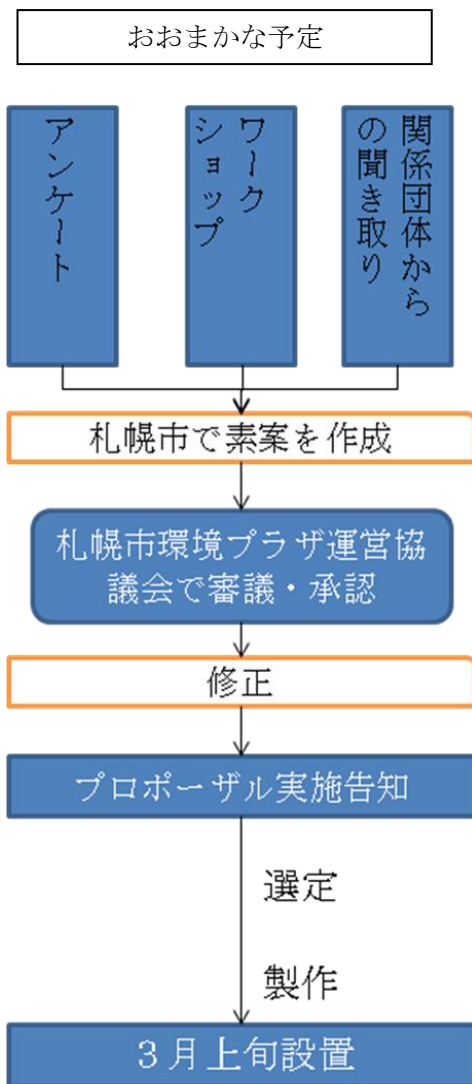 おおまかな予定
アンケート
ワーク
ショップ
関係団体から
の聞き取り
札幌市で素案を作成
札幌市環境プラザ運営協
議会で審議・承認
修正
プロポーザル実施告知
選定
製作
３月上旬設置